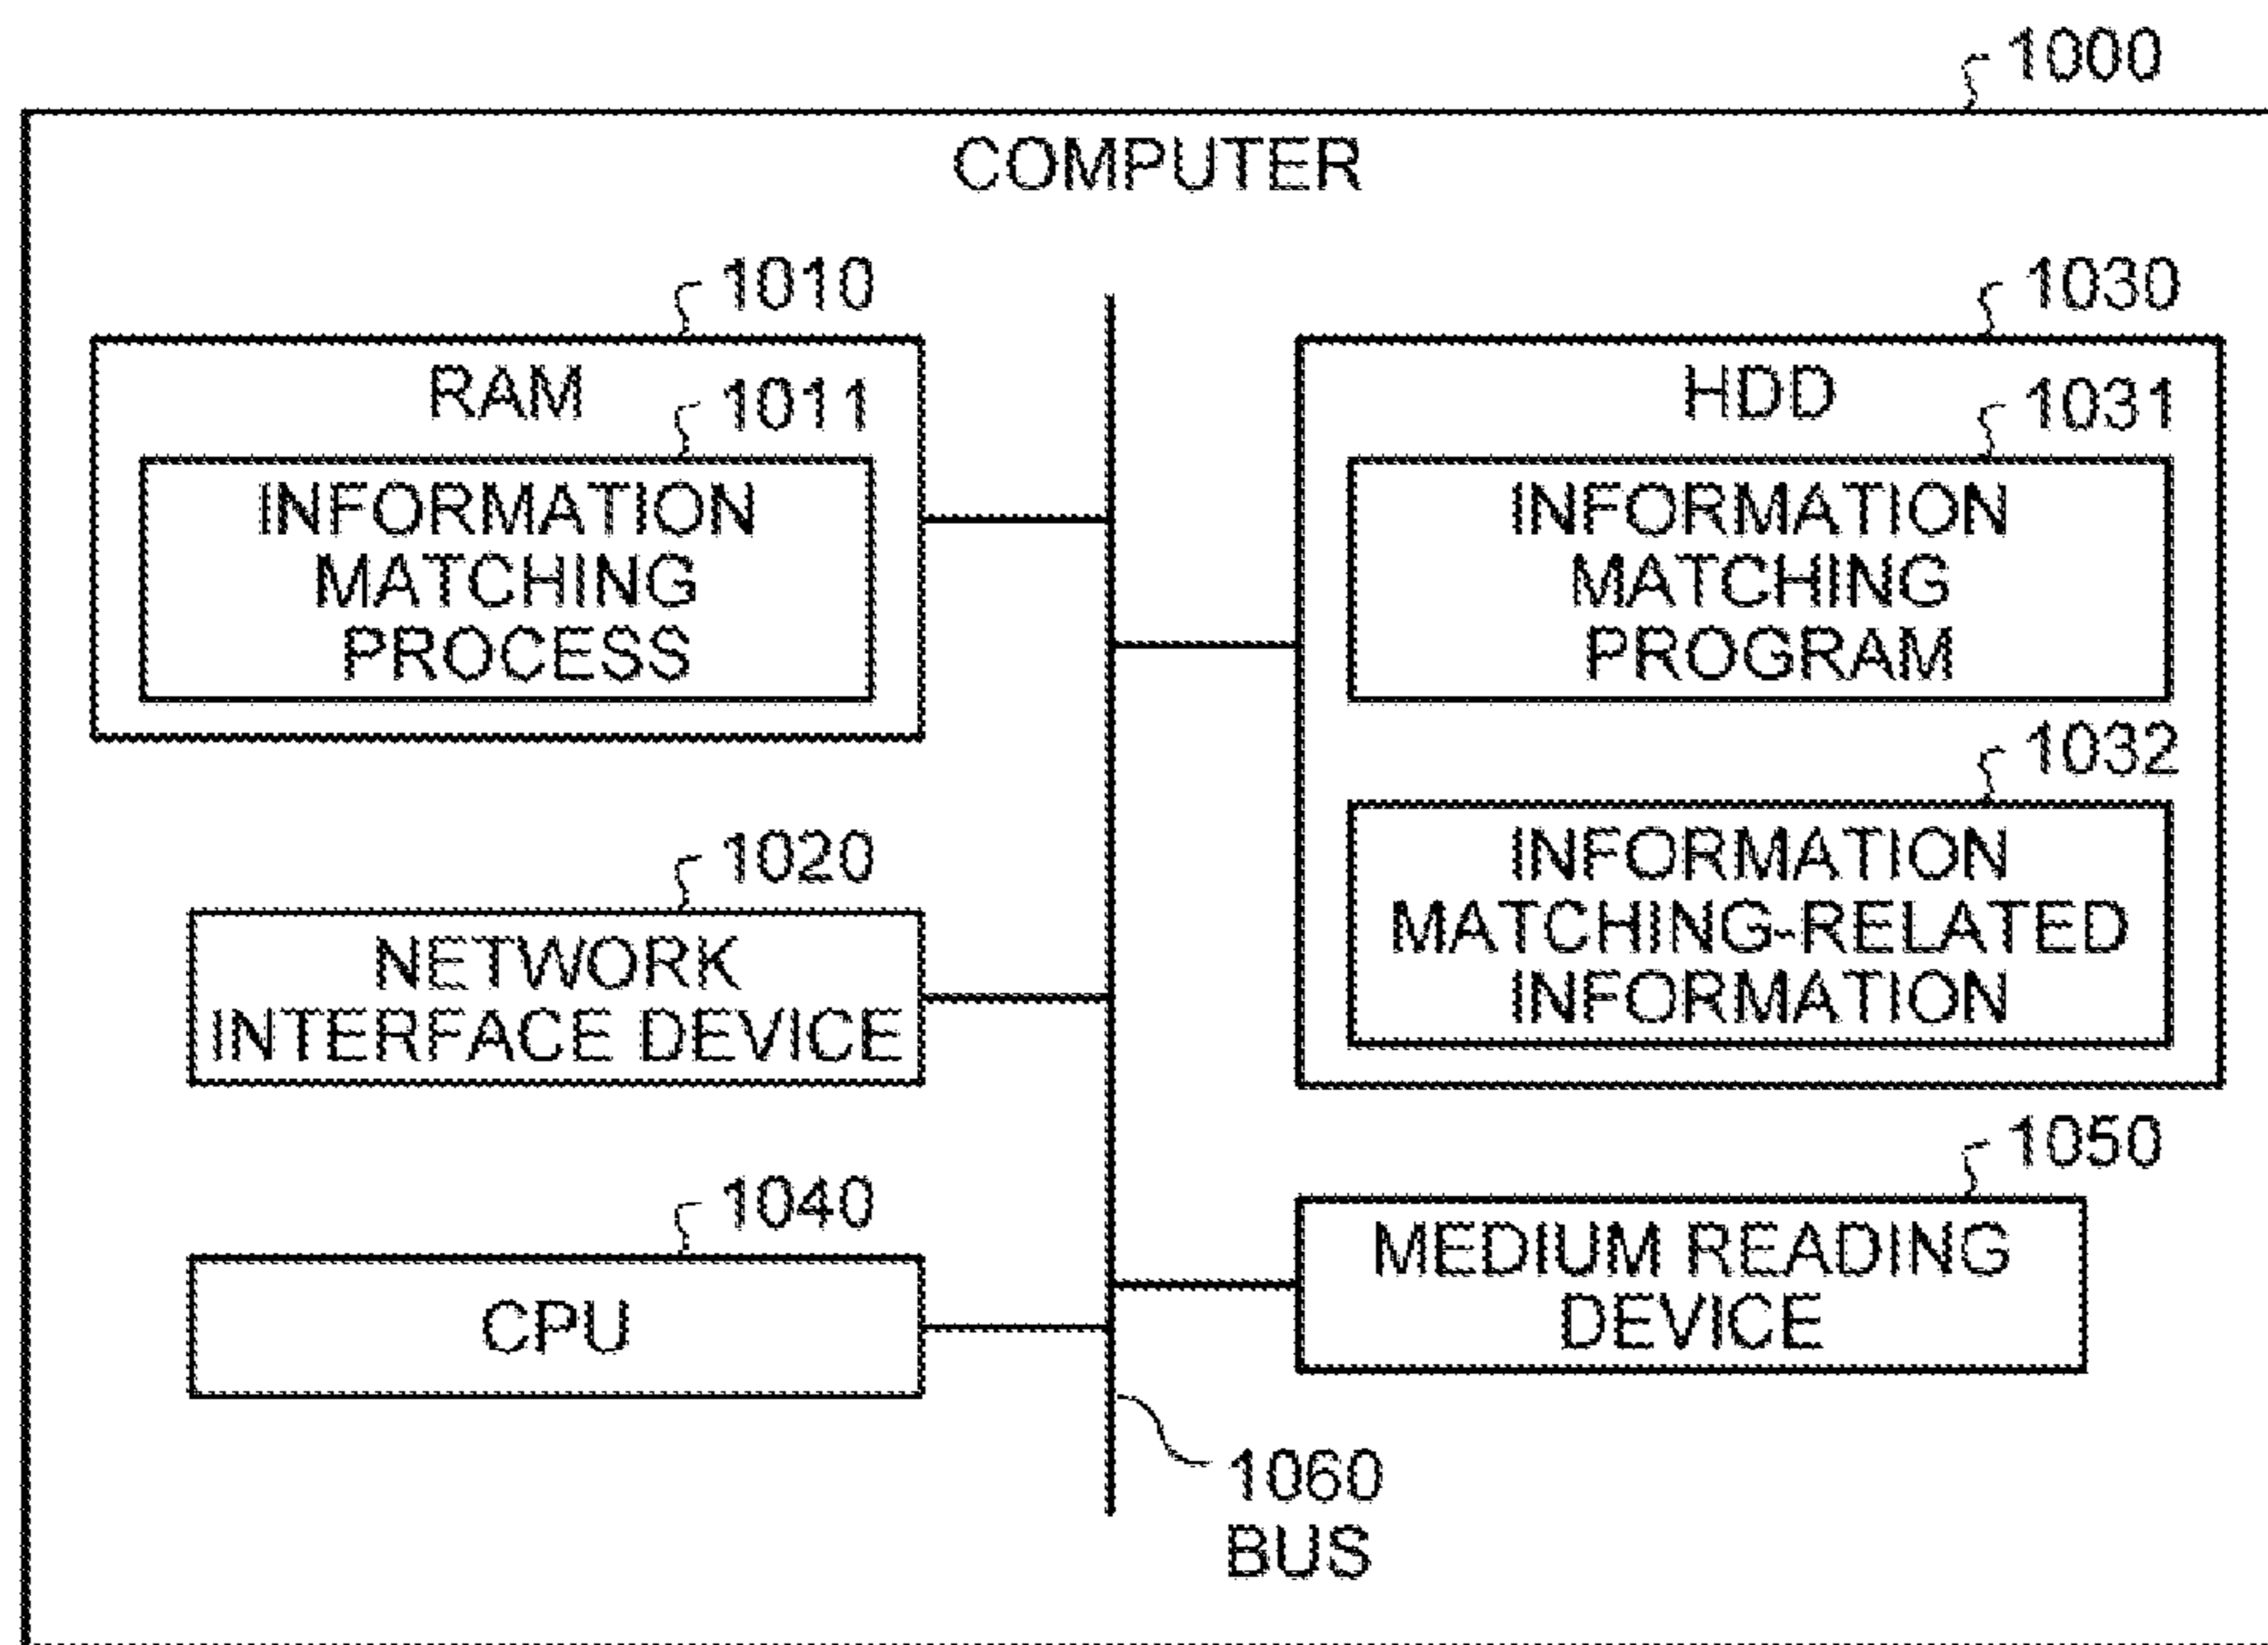 1000
COMPUTER
1010
RAM
1011
INFORMATION
MATCHING
PROCESS
1030
HDD
1031
INFORMATION
MATCHING
PROGRAM
1032
INFORMATION
MATCHING-RELATED
INFORMATION
1020
NETWORK
INTERFACE DEVICE
1040
CPU
1050
MEDIUM READING
DEVICE
1060
BUS